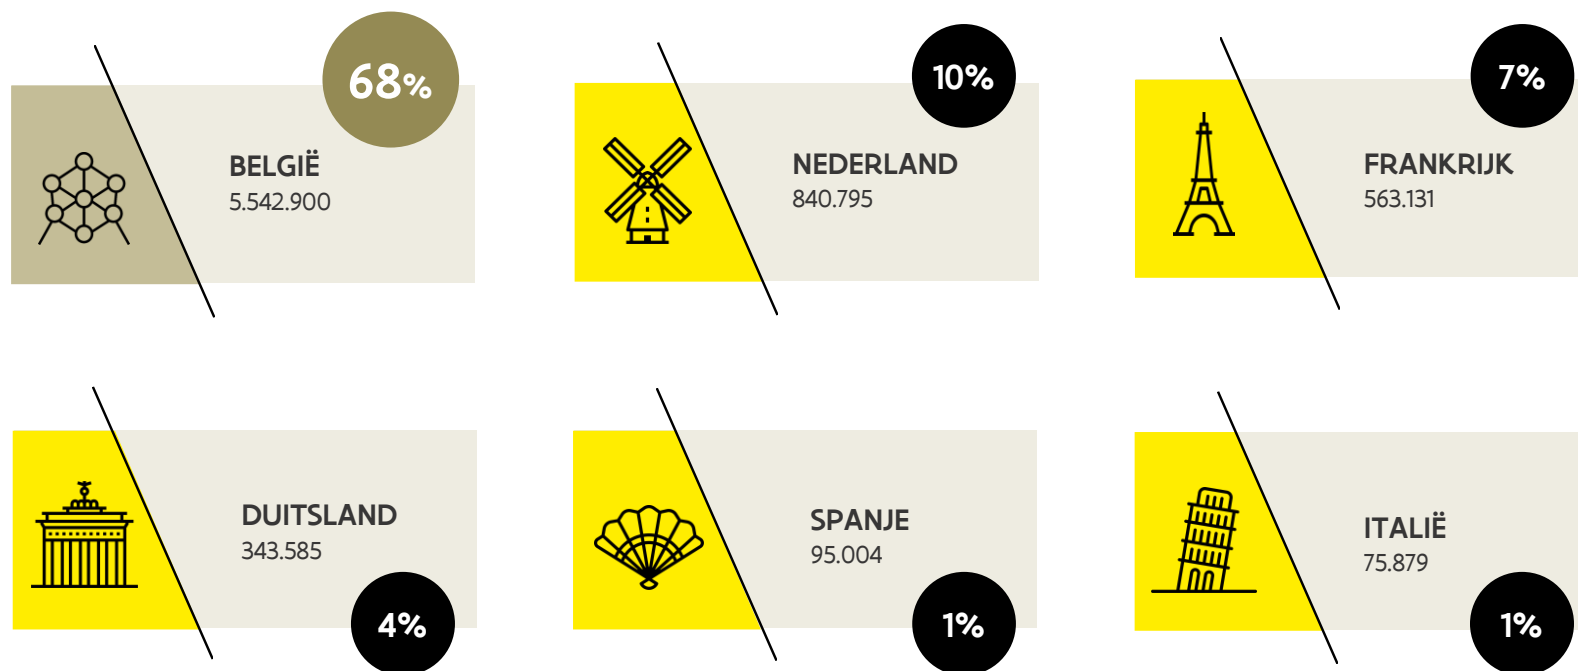 68%
BELGIË
5.542.900
10%
NEDERLAND
840.795
7%
FRANKRIJK
563.131
DUITSLAND
343.585
4%
SPANJE
95.004
1%
ITALIË
75.879
1%